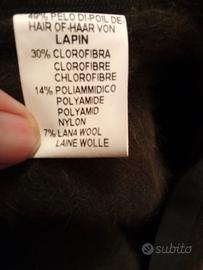 49% PELO DI-POIL DE
HAIR OF-HAAR VON
LAPIN
30% CLOROFIBRA
CLOROFIBRE
CHLOROFIBRE
14% POLIAMMIDICO
POLYAMIDE
POLYAMID
NYLON
7% LANA WOOL
LAINE WOLLE
subito